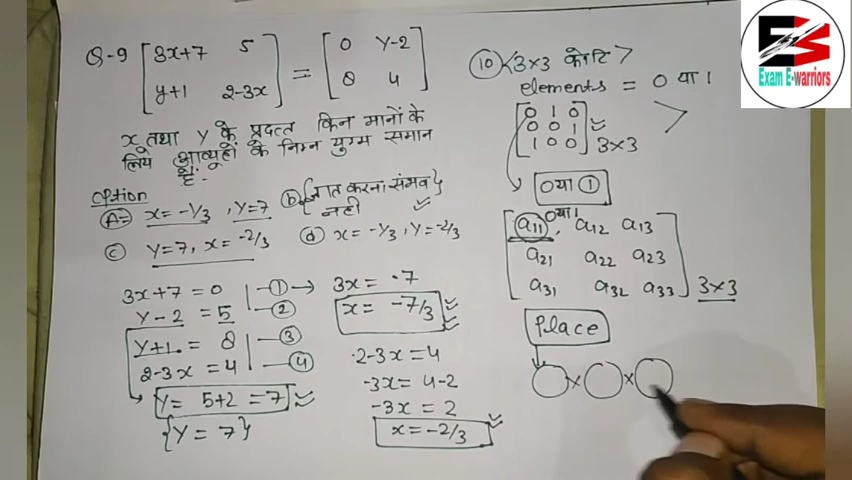 Q-9 [3x+7 5 y+1 2-3x] = [0 y-2 8 4]
x तथा y के प्रदत्त किन मानों के
लिये आव्यूहों के निम्न युग्म समान
हैं:-
option
(A) x = -1/3 , y=7
(b) {ज्ञात करना संभव नही}
(c) y=7, x = -2/3
(d) x = -1/3, y = -2/3
3x+7 = 0 ①
y-2 = 5 ②
y+1 = 8 ③
2-3x = 4 ④
y = 5+2 = 7
{y = 7}
3x = -7
x = -7/3
2-3x = 4
-3x = 4-2
-3x = 2
x = -2/3
⑩ <3×3 कोटि>
elements = 0 या 1
[0 1 0
0 0 1
1 0 0] 3×3
0 या ①
0 या 1
[a11, a12 a13
a21 a22 a23
a31 a32 a33] 3×3
Place
○×○×○
ES
Exam E-warriors